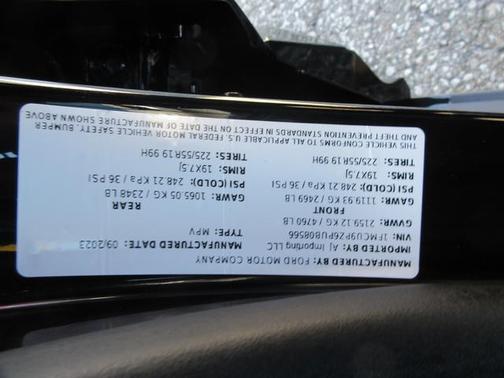 MANUFACTURED BY: FORD MOTOR COMPANY
IMPORTED BY: AJ Importing LLC MANUFACTURED DATE: 09/2023
VIN: 1FMCU9PZ6PUB08566 TYPE: MPV
GVWR: 2159.12 KG / 4760 LB
FRONT REAR
GAWR: 1119.93 KG / 2469 LB GAWR: 1065.05 KG / 2348 LB
PSI (COLD): 248.21 KPa / 36 PSI PSI (COLD): 248.21 KPa / 36 PSI
RIMS: 19X7.5J RIMS: 19X7.5J
TIRES: 225/55R19 99H TIRES: 225/55R19 99H
THIS VEHICLE CONFORMS TO ALL APPLICABLE U.S. FEDERAL MOTOR VEHICLE SAFETY, BUMPER
AND THEFT PREVENTION STANDARDS IN EFFECT ON THE DATE OF MANUFACTURE SHOWN ABOVE